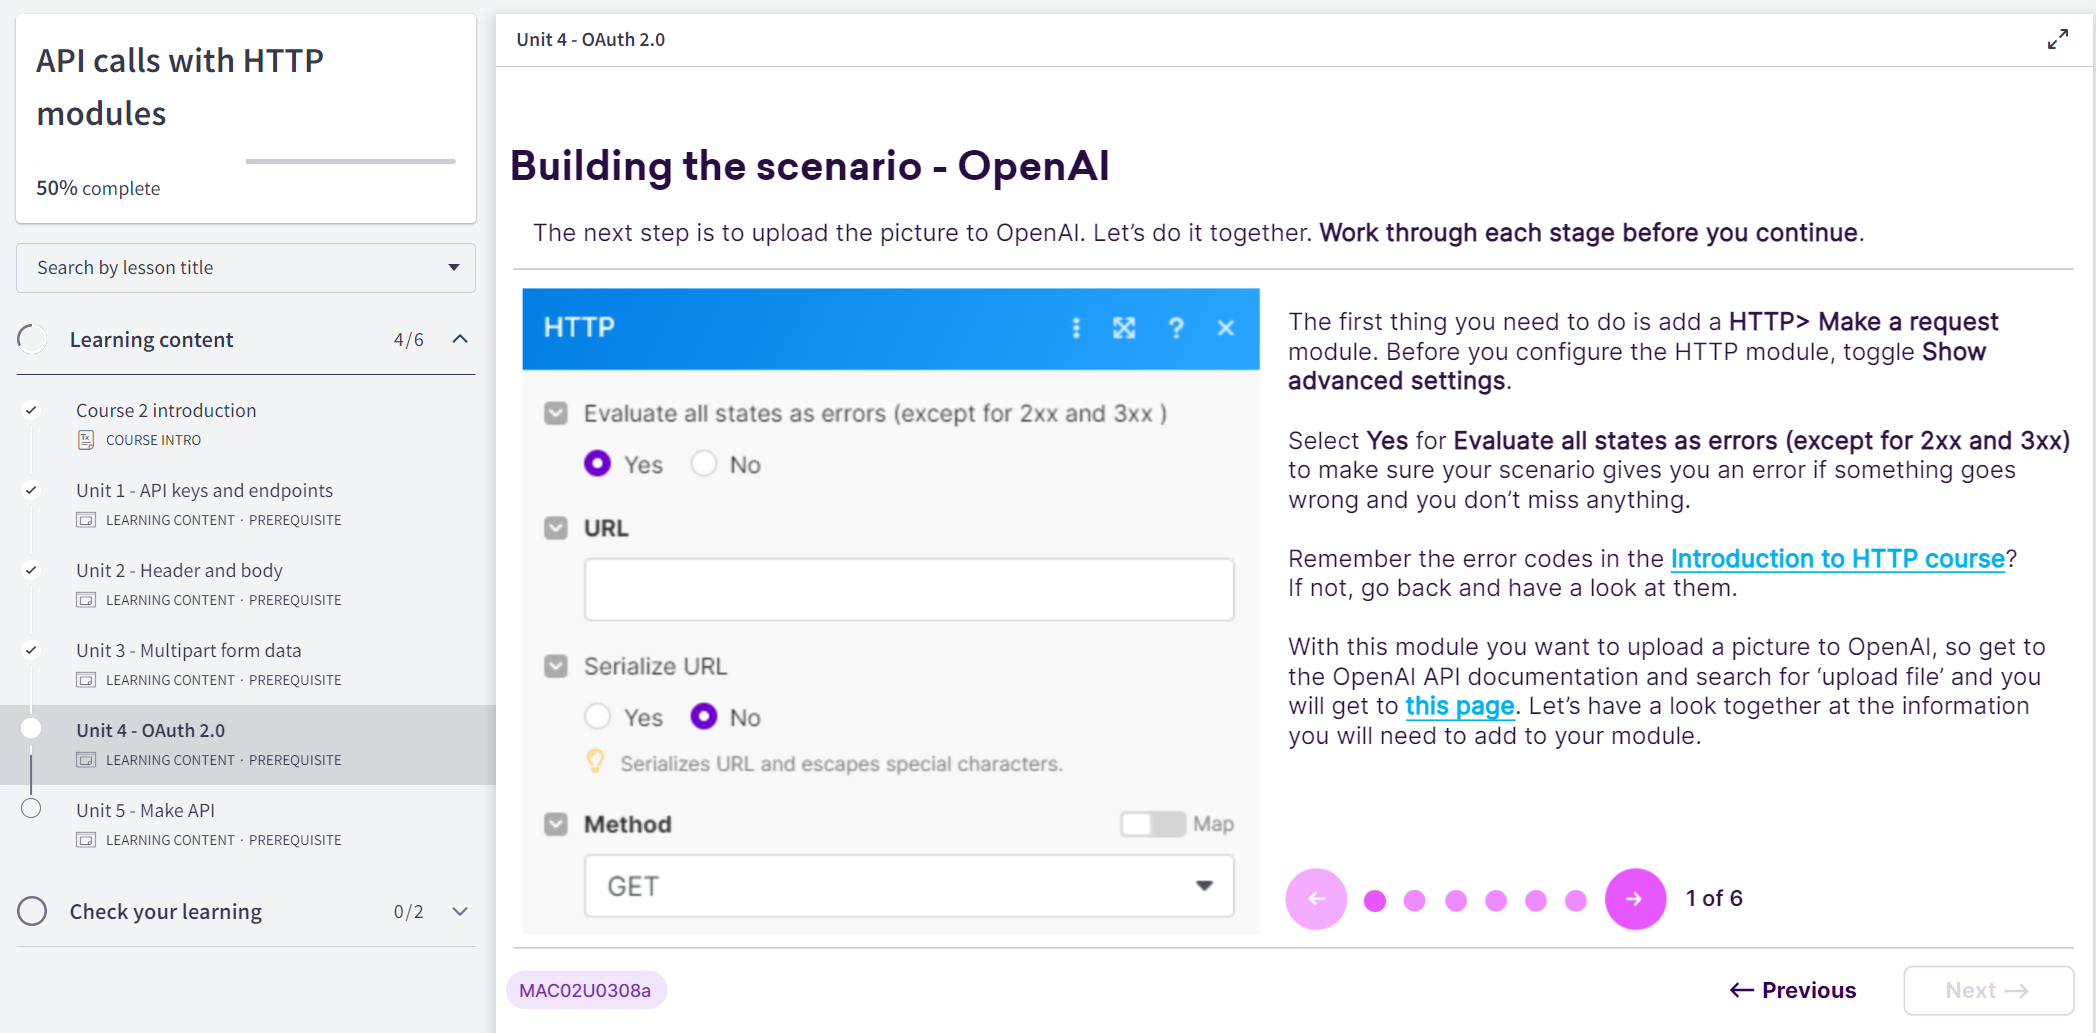 API calls with HTTP
modules
50% complete
Search by lesson title
Learning content 4/6
Course 2 introduction
COURSE INTRO
Unit 1 - API keys and endpoints
LEARNING CONTENT · PREREQUISITE
Unit 2 - Header and body
LEARNING CONTENT · PREREQUISITE
Unit 3 - Multipart form data
LEARNING CONTENT · PREREQUISITE
Unit 4 - OAuth 2.0
LEARNING CONTENT · PREREQUISITE
Unit 5 - Make API
LEARNING CONTENT · PREREQUISITE
Check your learning 0/2
Unit 4 - OAuth 2.0
Building the scenario - OpenAI
The next step is to upload the picture to OpenAI. Let’s do it together. Work through each stage before you continue.
HTTP ?
Evaluate all states as errors (except for 2xx and 3xx )
Yes No
URL
Serialize URL
Yes No
Serializes URL and escapes special characters.
Method Map
GET
The first thing you need to do is add a HTTP> Make a request
module. Before you configure the HTTP module, toggle Show
advanced settings.
Select Yes for Evaluate all states as errors (except for 2xx and 3xx)
to make sure your scenario gives you an error if something goes
wrong and you don’t miss anything.
Remember the error codes in the Introduction to HTTP course?
If not, go back and have a look at them.
With this module you want to upload a picture to OpenAI, so get to
the OpenAI API documentation and search for ‘upload file’ and you
will get to this page. Let’s have a look together at the information
you will need to add to your module.
1 of 6
MAC02U0308a
← Previous
Next →